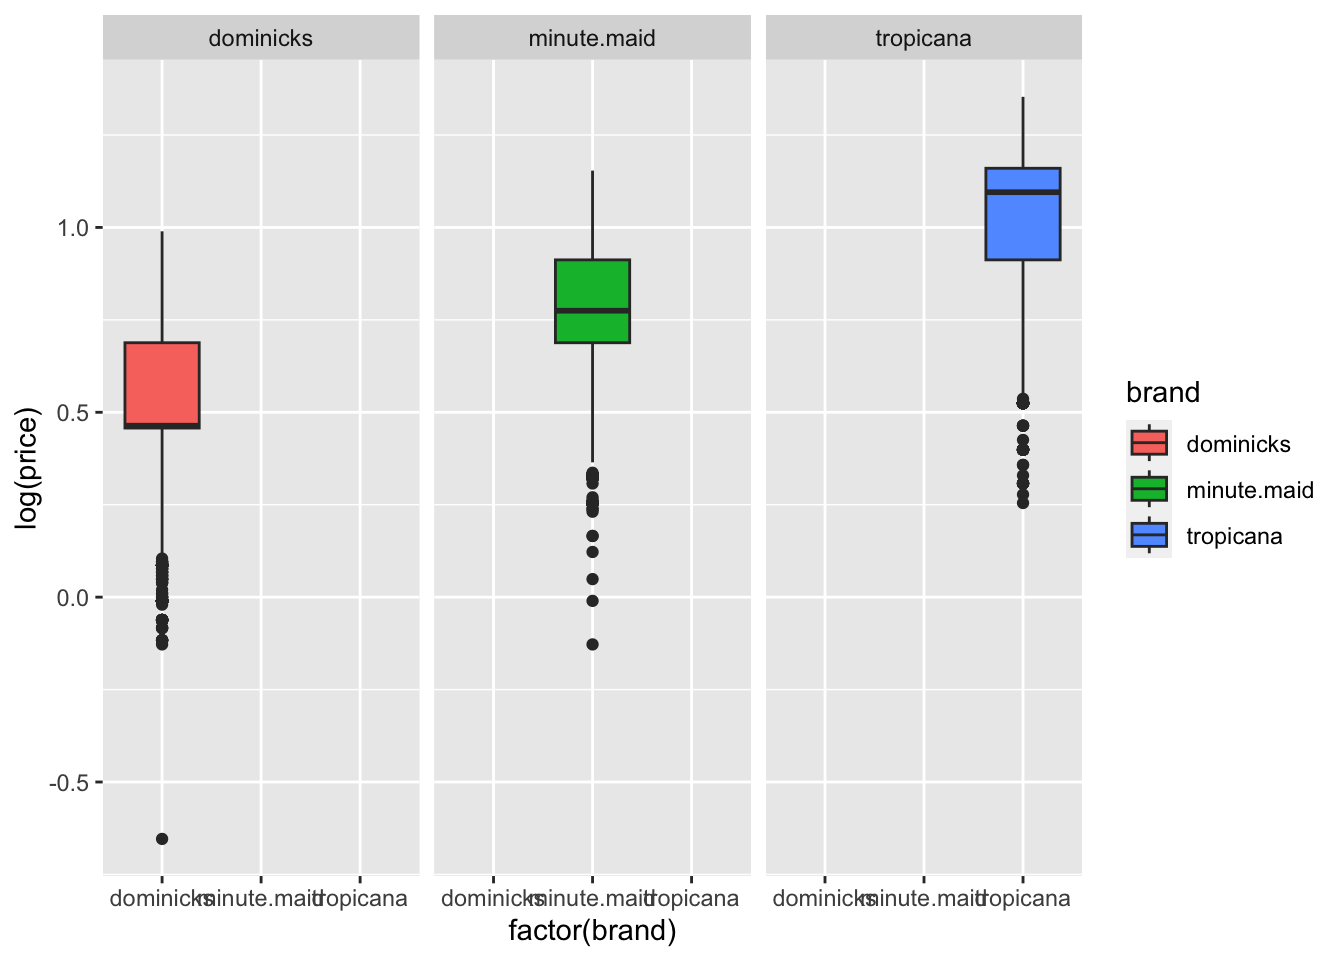 dominicks minute.maid tropicana
1.0
0.5
0.0
-0.5
log(price)
dominicks minute.maid tropicana dominicks minute.maid tropicana dominicks minute.maid tropicana
factor(brand)
brand
dominicks
minute.maid
tropicana